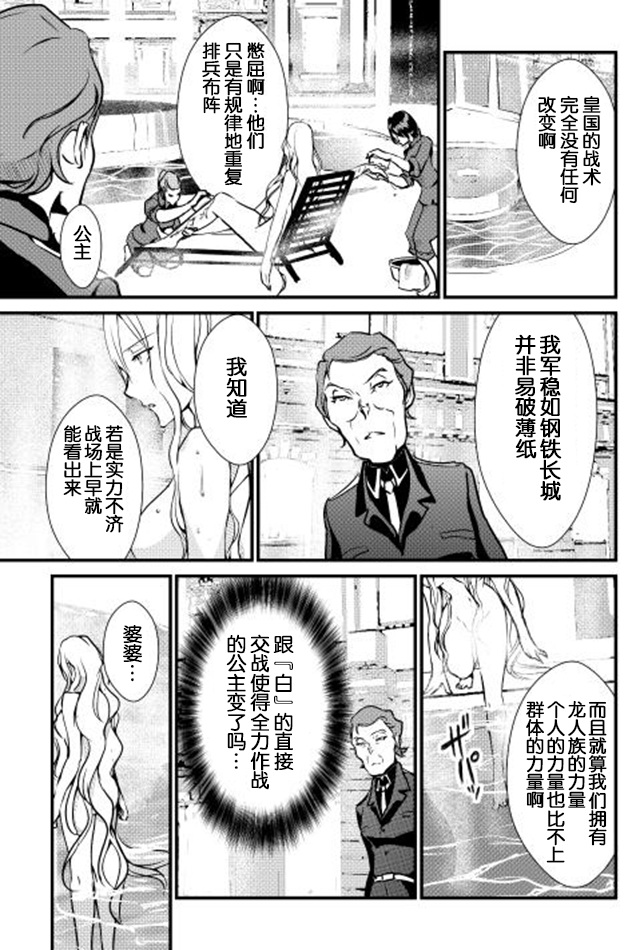 皇国的战术
完全没有任何
改变啊
憋屈啊…他们
只是有规律地重复
排兵布阵
公主
我军稳如钢铁长城
并非易破薄纸
我知道
若是实力不济
战场上早就
能看出来
而且就算我们拥有
龙人族的力量
个人的力量也比不上
群体的力量啊
跟『白』的直接
交战使得全力作战
的公主变了吗…
婆婆…